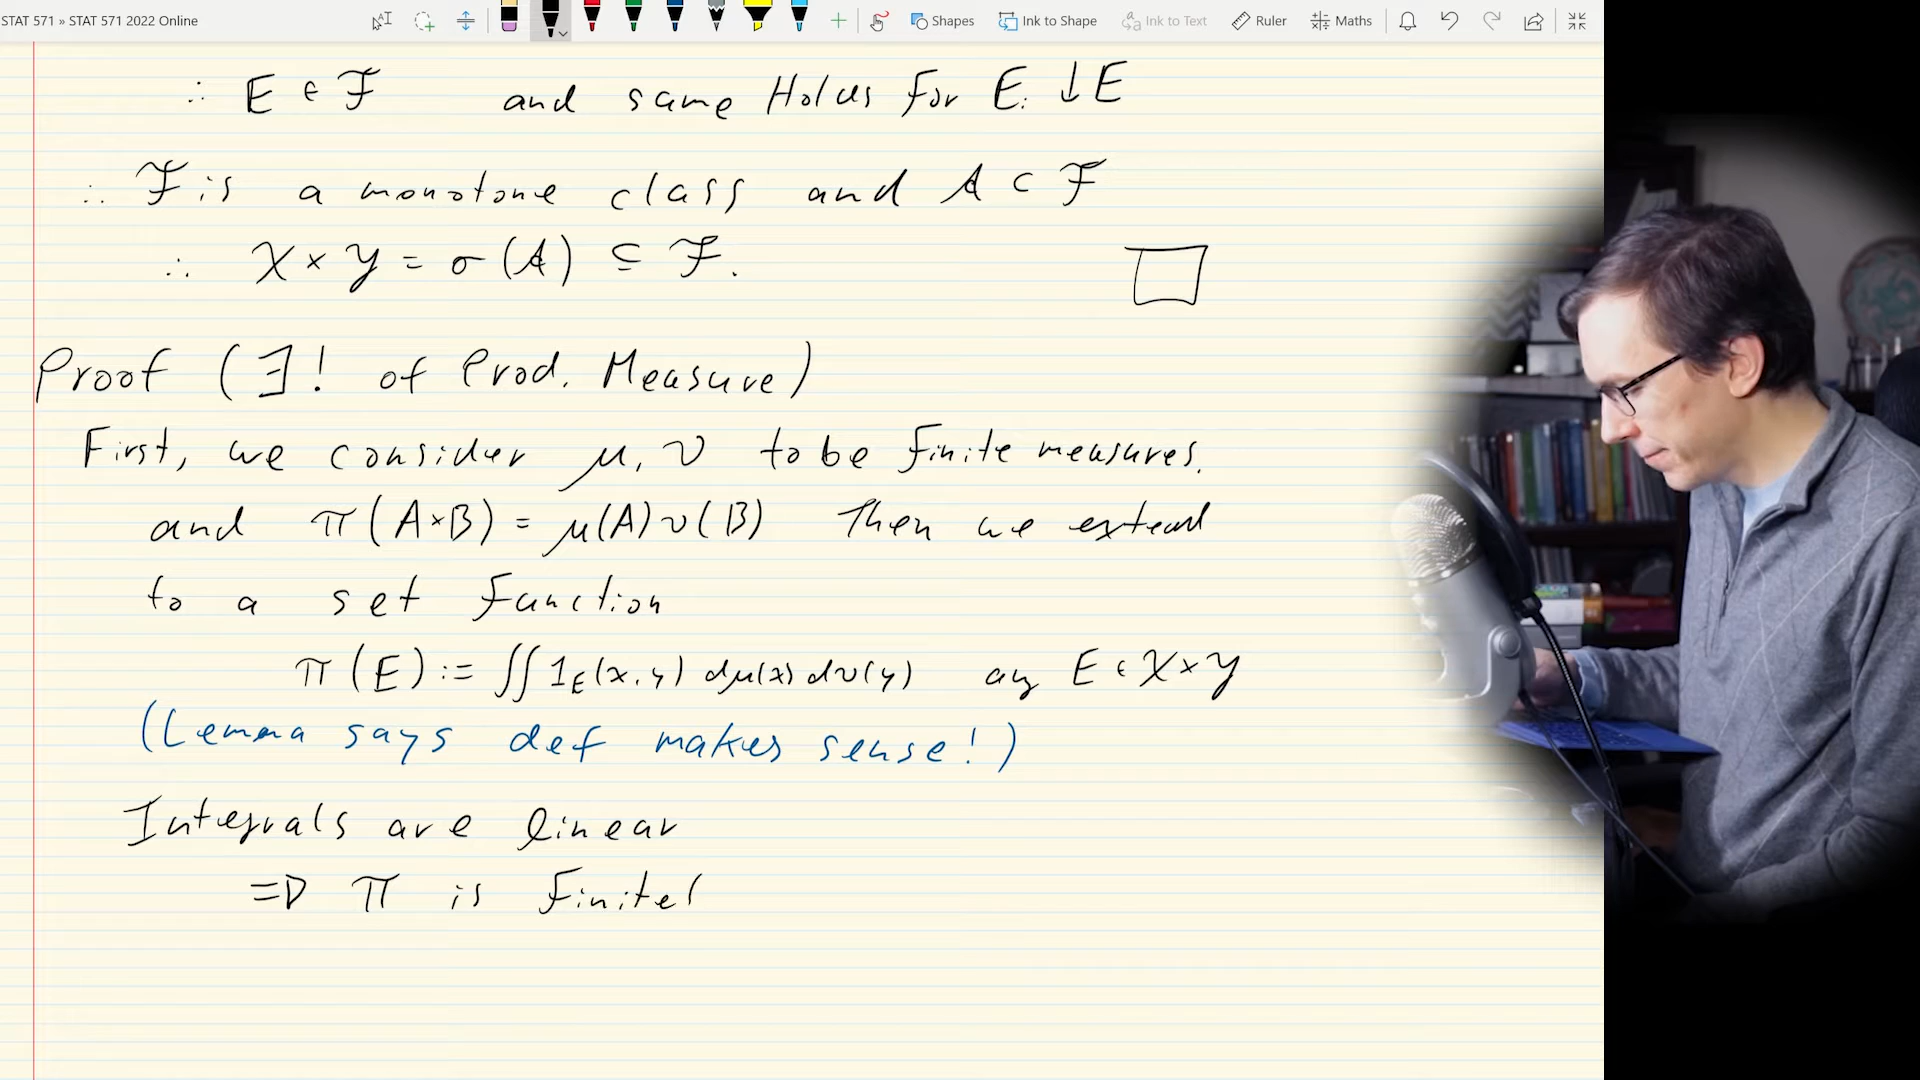 STAT 571 » STAT 571 2022 Online
Shapes Ink to Shape Ink to Text Ruler Maths
∴ E ∈ ℱ and same Holds for Eᵢ ↓ E
∴ ℱ is a monotone class and 𝒜 ⊂ ℱ
∴ 𝒳 × 𝒴 = σ(𝒜) ⊆ ℱ.
Proof (∃! of Prod. Measure)
First, we consider μ, ν to be finite measures.
and π(A×B) = μ(A)ν(B) Then we extend
to a set function
π(E) := ∬ 1_E(x,y) dμ(x) dν(y) any E ∈ 𝒳×𝒴
(Lemma says def makes sense!)
Integrals are linear
⇒ π is Finitel